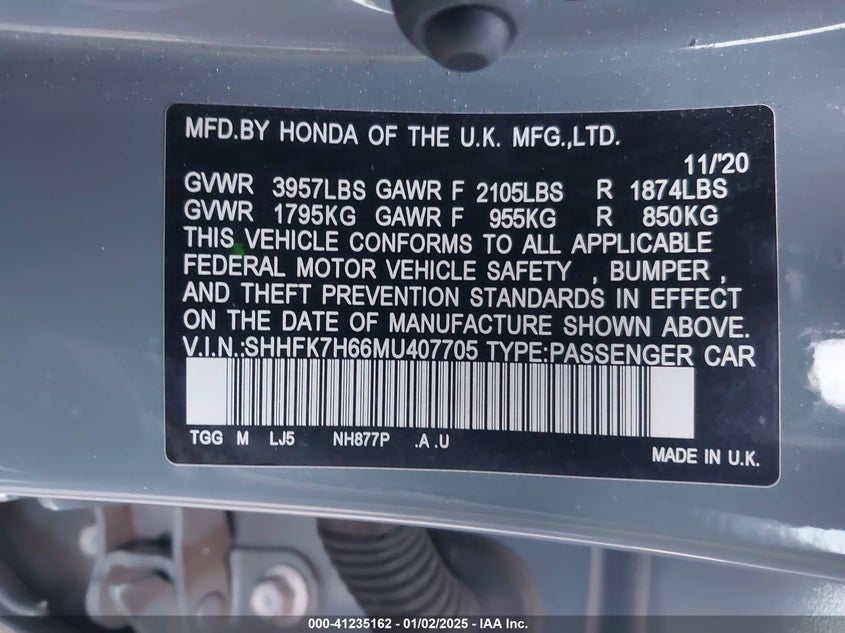 MFD.BY HONDA OF THE U.K. MFG.,LTD.
11/'20
GVWR 3957LBS GAWR F 2105LBS R 1874LBS
GVWR 1795KG GAWR F 955KG R 850KG
THIS VEHICLE CONFORMS TO ALL APPLICABLE
FEDERAL MOTOR VEHICLE SAFETY , BUMPER ,
AND THEFT PREVENTION STANDARDS IN EFFECT
ON THE DATE OF MANUFACTURE SHOWN ABOVE.
V.I.N.:SHHFK7H66MU407705 TYPE:PASSENGER CAR
TGG M LJ5 NH877P .A .U
MADE IN U.K.
000-41235162 - 01/02/2025 - IAA Inc.